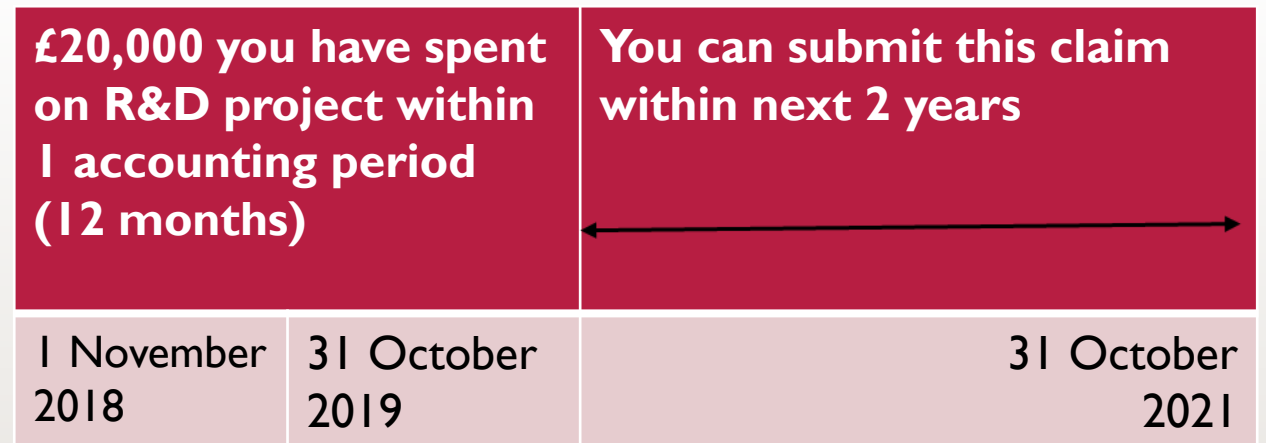 £20,000 you have spent
on R&D project within
1 accounting period
(12 months)
You can submit this claim
within next 2 years
1 November
2018
31 October
2019
31 October
2021